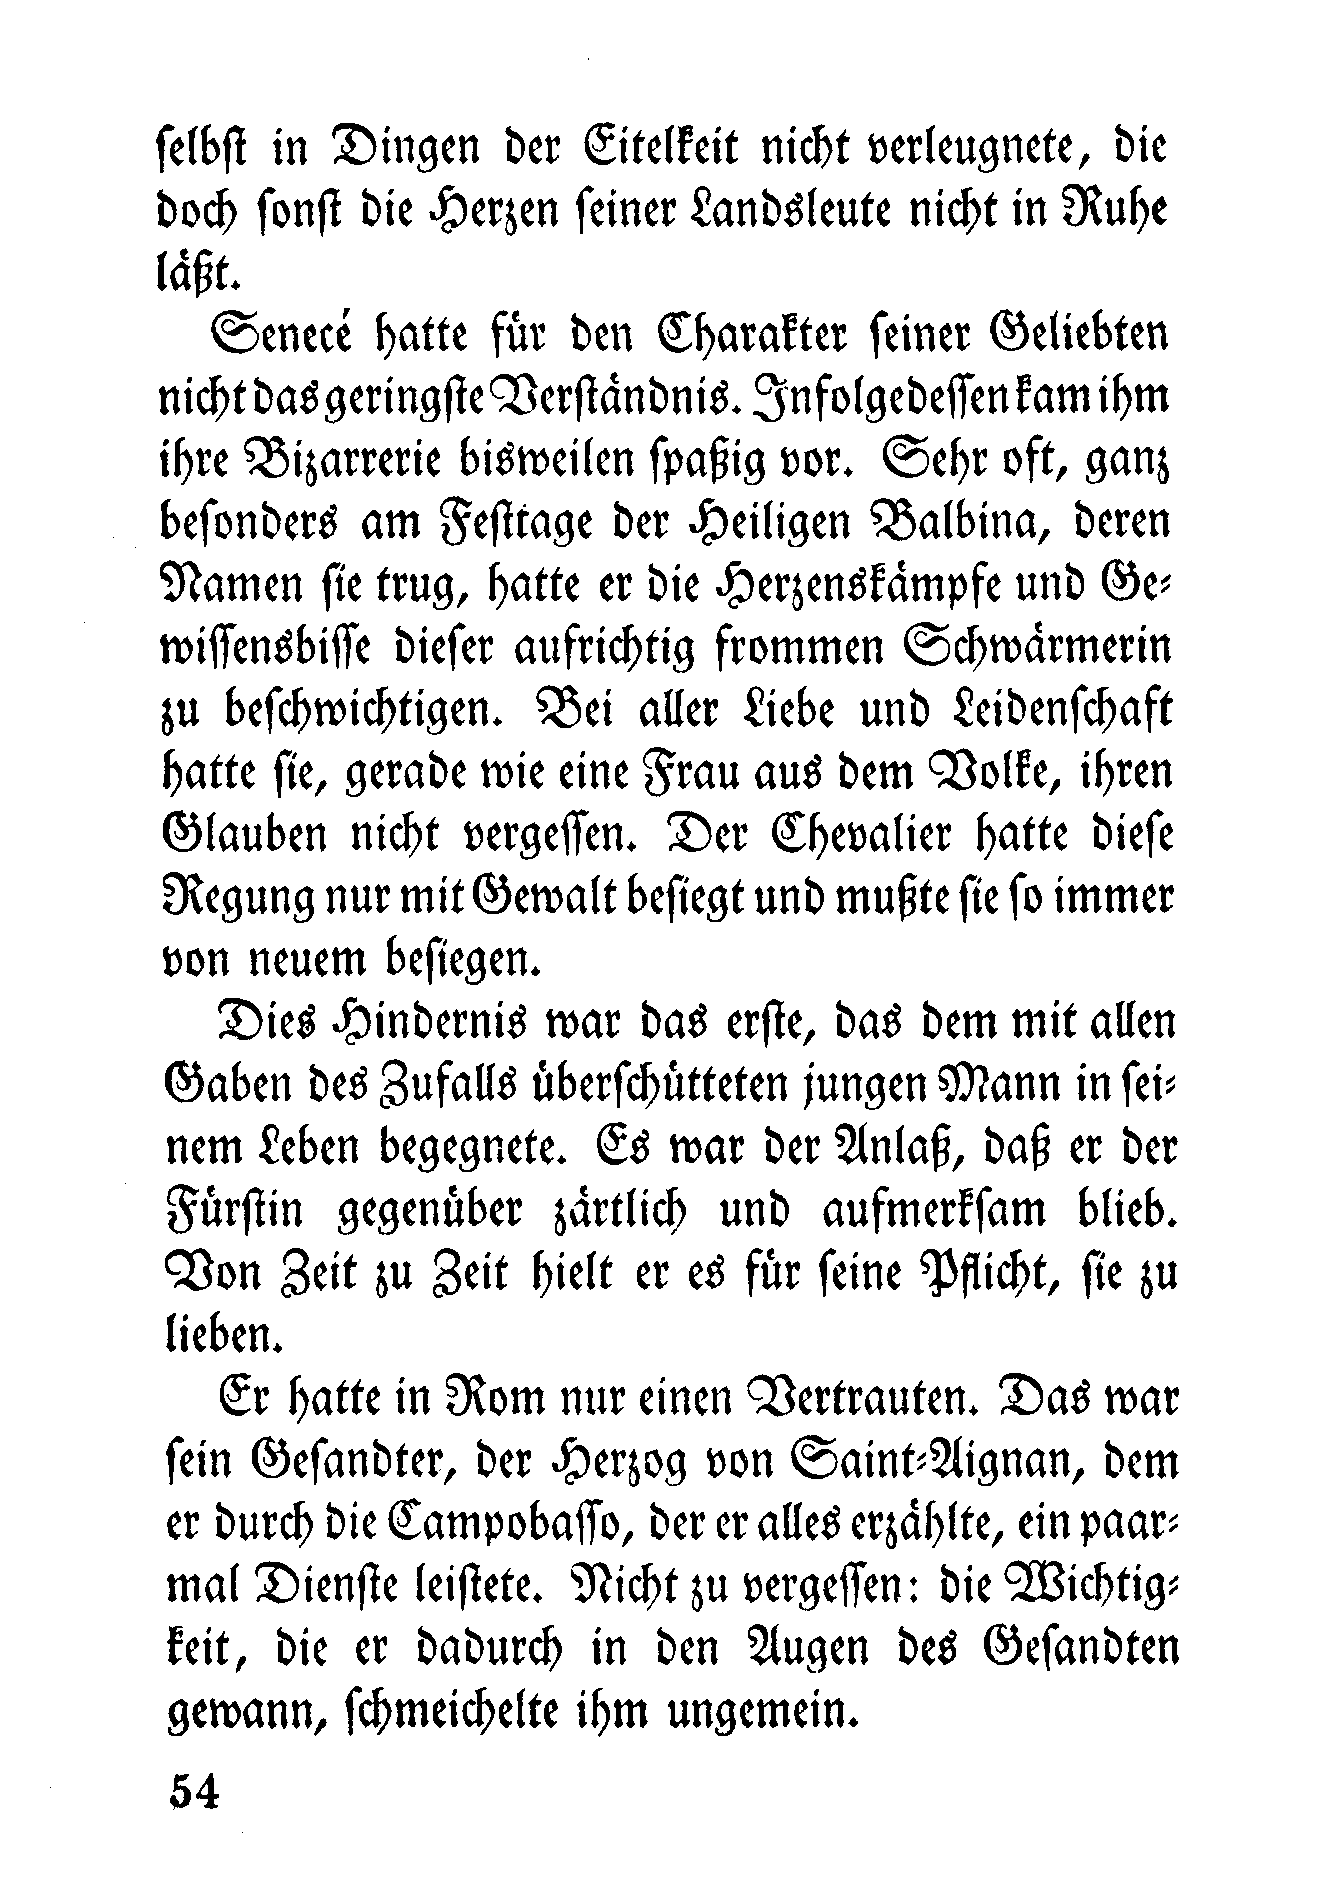 selbst in Dingen der Eitelkeit nicht verleugnete, die
doch sonst die Herzen seiner Landsleute nicht in Ruhe
läßt.
Senecé hatte für den Charakter seiner Geliebten
nicht das geringste Verständnis. Infolgedessen kam ihm
ihre Bizarrerie bisweilen spaßig vor. Sehr oft, ganz
besonders am Festtage der Heiligen Balbina, deren
Namen sie trug, hatte er die Herzenskämpfe und Ge-
wissensbisse dieser aufrichtig frommen Schwärmerin
zu beschwichtigen. Bei aller Liebe und Leidenschaft
hatte sie, gerade wie eine Frau aus dem Volke, ihren
Glauben nicht vergessen. Der Chevalier hatte diese
Regung nur mit Gewalt besiegt und mußte sie so immer
von neuem besiegen.
Dies Hindernis war das erste, das dem mit allen
Gaben des Zufalls überschütteten jungen Mann in sei-
nem Leben begegnete. Es war der Anlaß, daß er der
Fürstin gegenüber zärtlich und aufmerksam blieb.
Von Zeit zu Zeit hielt er es für seine Pflicht, sie zu
lieben.
Er hatte in Rom nur einen Vertrauten. Das war
sein Gesandter, der Herzog von Saint-Aignan, dem
er durch die Campobasso, der er alles erzählte, ein paar-
mal Dienste leistete. Nicht zu vergessen: die Wichtig-
keit, die er dadurch in den Augen des Gesandten
gewann, schmeichelte ihm ungemein.
54